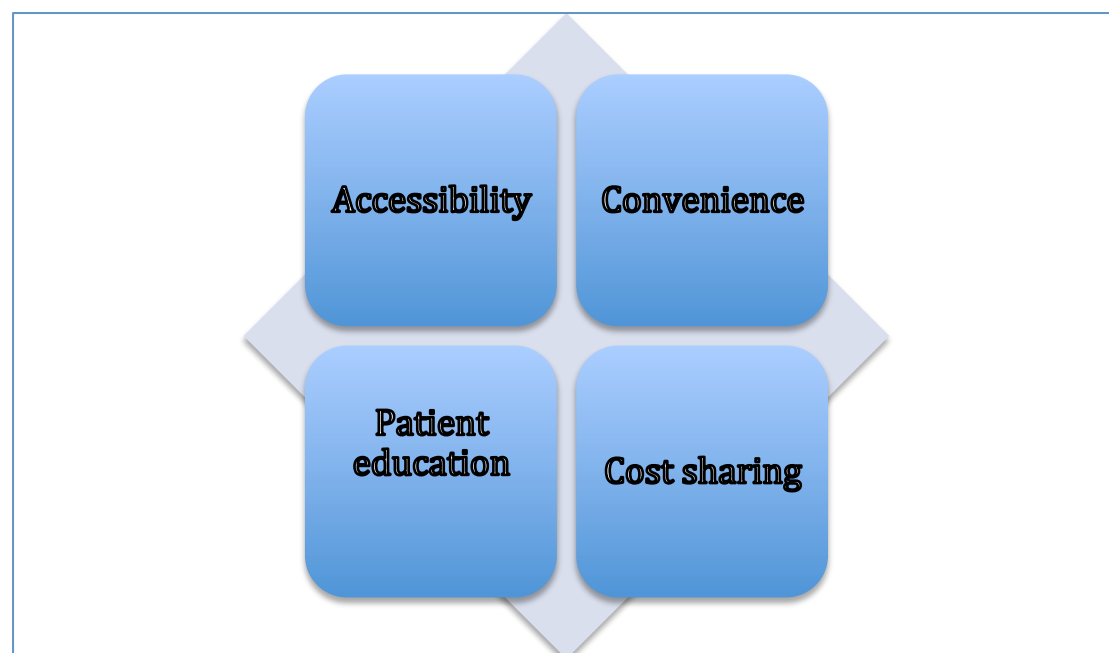 Accessibility
Convenience
Patient
education
Cost sharing